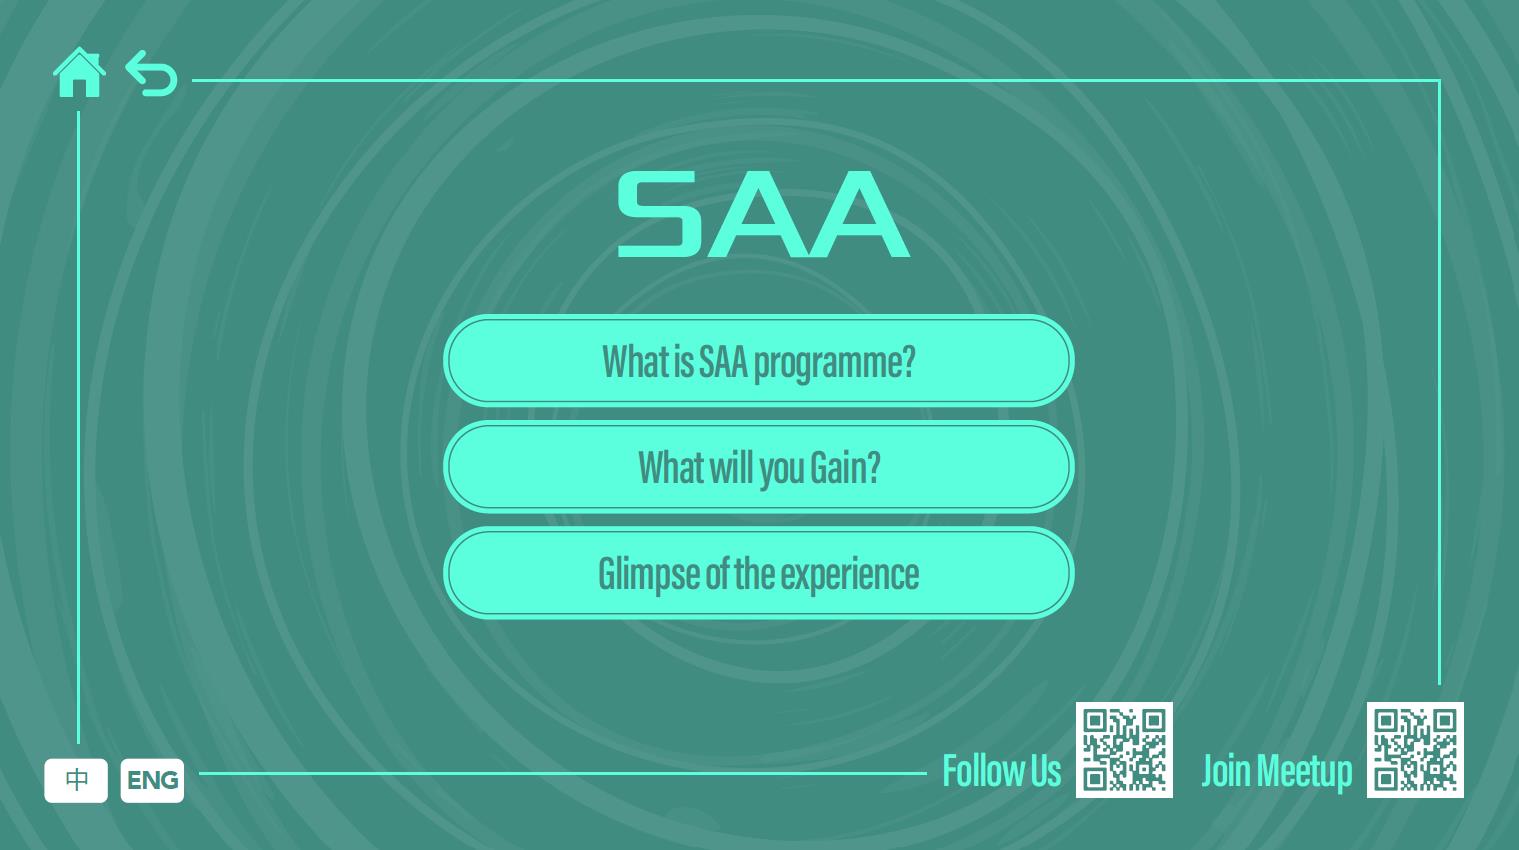 SAA
What is SAA programme?
What will you Gain?
Glimpse of the experience
中
ENG
Follow Us
Join Meetup